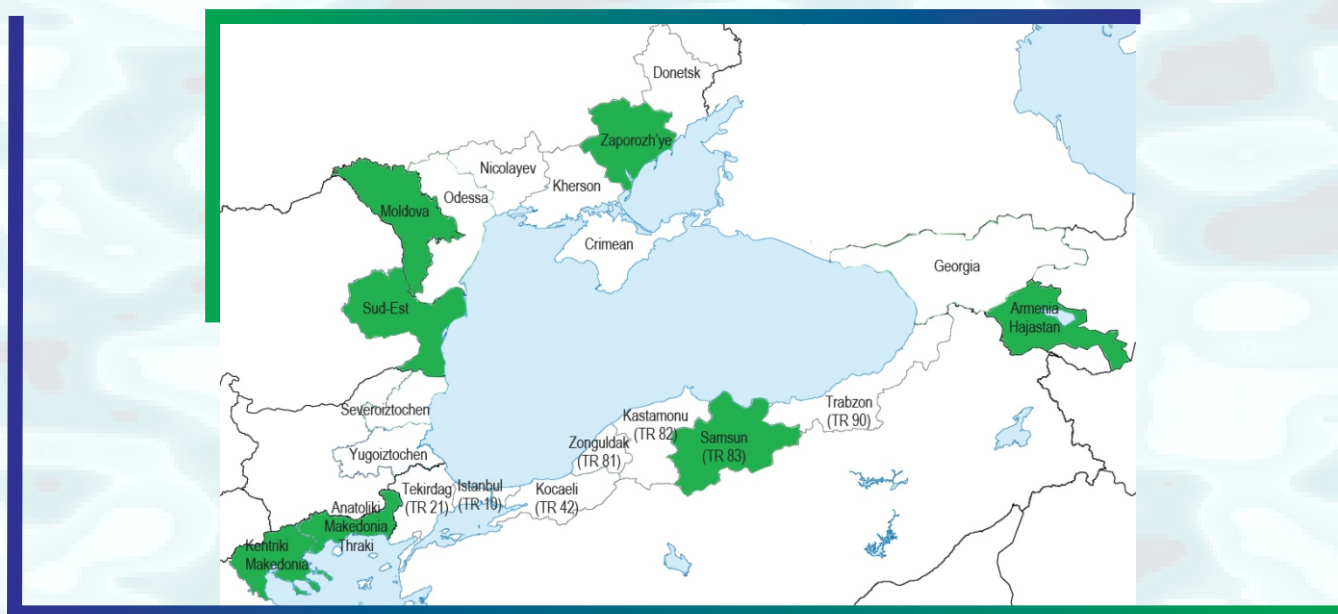 Donetsk
Zaporozh'ye
Nicolayev
Kherson
Odessa
Moldova
Crimean
Georgia
Sud-Est
Armenia
Hajastan
Severoiztochen
Yugoiztochen
Trabzon
(TR 90)
Kastamonu
(TR 82)
Samsun
(TR 83)
Zonguldak
(TR 81)
Tekirdag
(TR 21)
Istanbul
(TR 10)
Kocaeli
(TR 42)
Anatoliki
Makedonia
Thraki
Kentriki
Makedonia